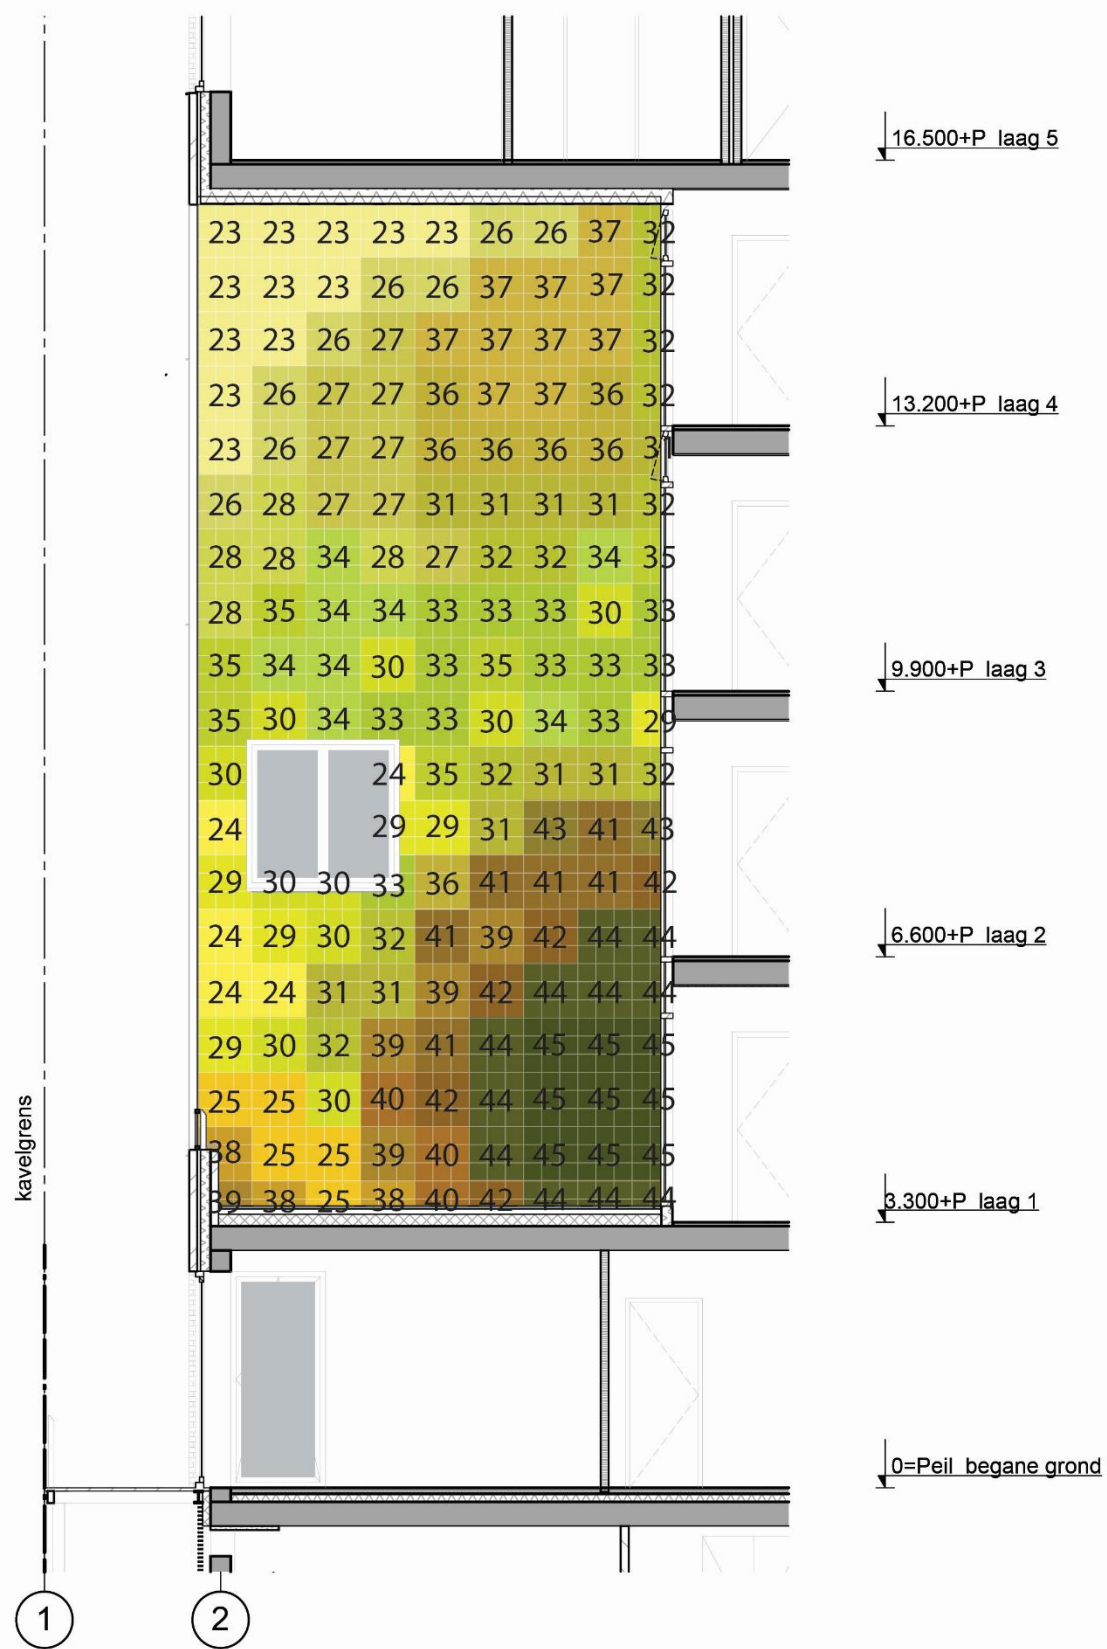 16.500+P laag 5
23 23 23 23 23 26 26 37 32
23 23 23 26 26 37 37 37 32
23 23 26 27 37 37 37 37 32
13.200+P laag 4
23 26 27 27 36 37 37 36 32
23 26 27 27 36 36 36 36
26 28 27 27 31 31 31 31 32
28 28 34 28 27 32 32 34 35
28 35 34 34 33 33 33 30 33
9.900+P laag 3
35 34 34 30 33 35 33 33 33
35 30 34 33 33 30 34 33 29
30 24 35 32 31 31 32
24 29 29 31 43 41 43
29 30 30 33 36 41 41 41 42
6.600+P laag 2
24 29 30 32 41 39 42 44 44
24 24 31 31 39 42 44 44 44
29 30 32 39 41 44 45 45 45
25 25 30 40 42 44 45 45 45
kavelgrens
38 25 25 39 40 44 45 45 45
39 38 25 38 40 42 44 44 44
3.300+P laag 1
0=Peil begane grond
1 2